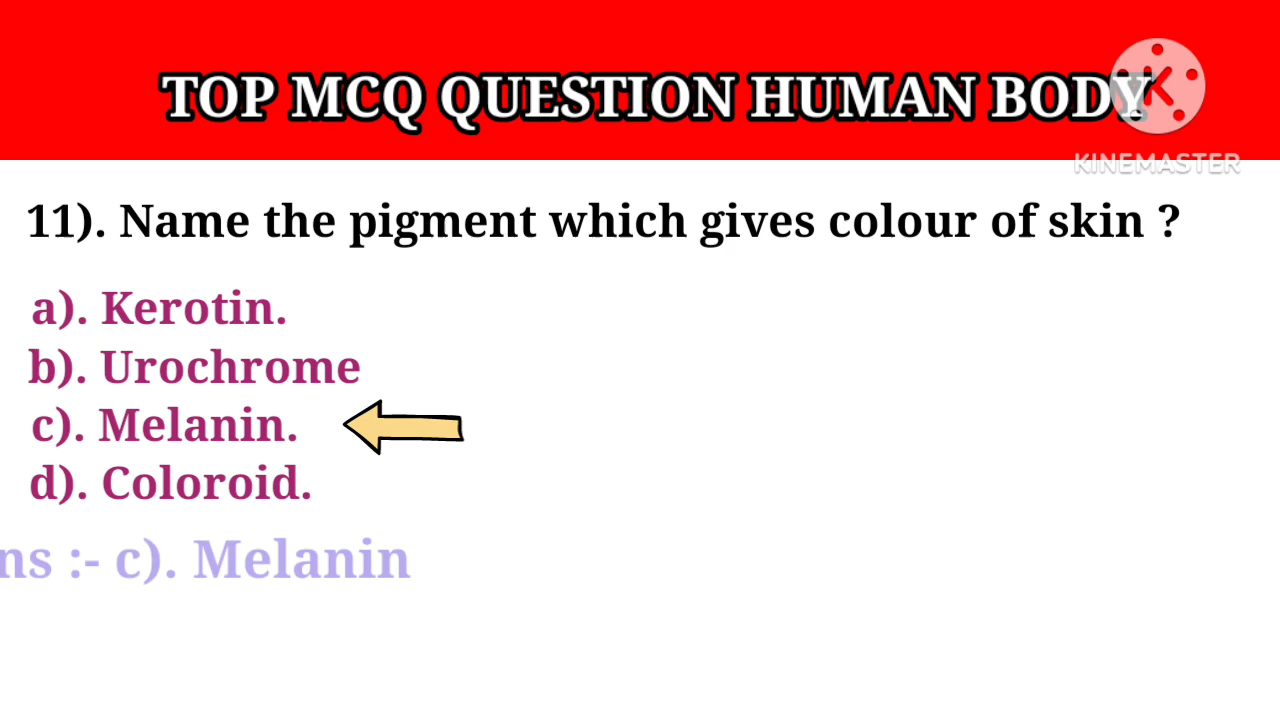 TOP MCQ QUESTION HUMAN BODY
KINEMASTER
11). Name the pigment which gives colour of skin ?
a). Kerotin.
b). Urochrome
c). Melanin.
d). Coloroid.
ns :- c). Melanin